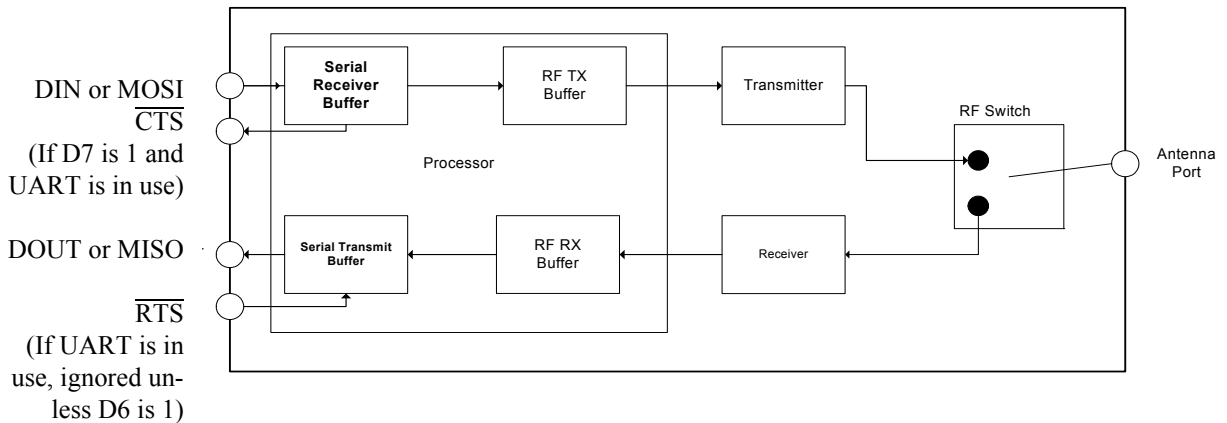 DIN or MOSI
C̅T̅S̅
(If D7 is 1 and
UART is in use)
DOUT or MISO
R̅T̅S̅
(If UART is in
use, ignored un-
less D6 is 1)
Serial
Receiver
Buffer
RF TX
Buffer
Transmitter
RF Switch
Antenna
Port
Processor
Serial Transmit
Buffer
RF RX
Buffer
Receiver